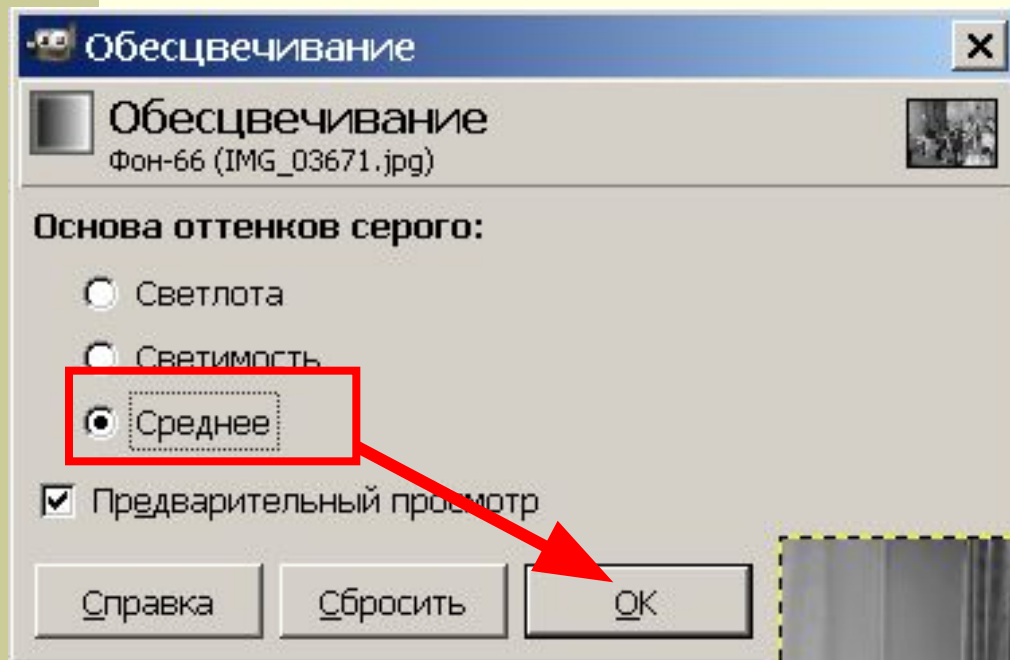 Обесцвечивание
Обесцвечивание
Фон-66 (IMG_03671.jpg)
Основа оттенков серого:
Светлота
Светимость
Среднее
Предварительный просмотр
Справка Сбросить OK